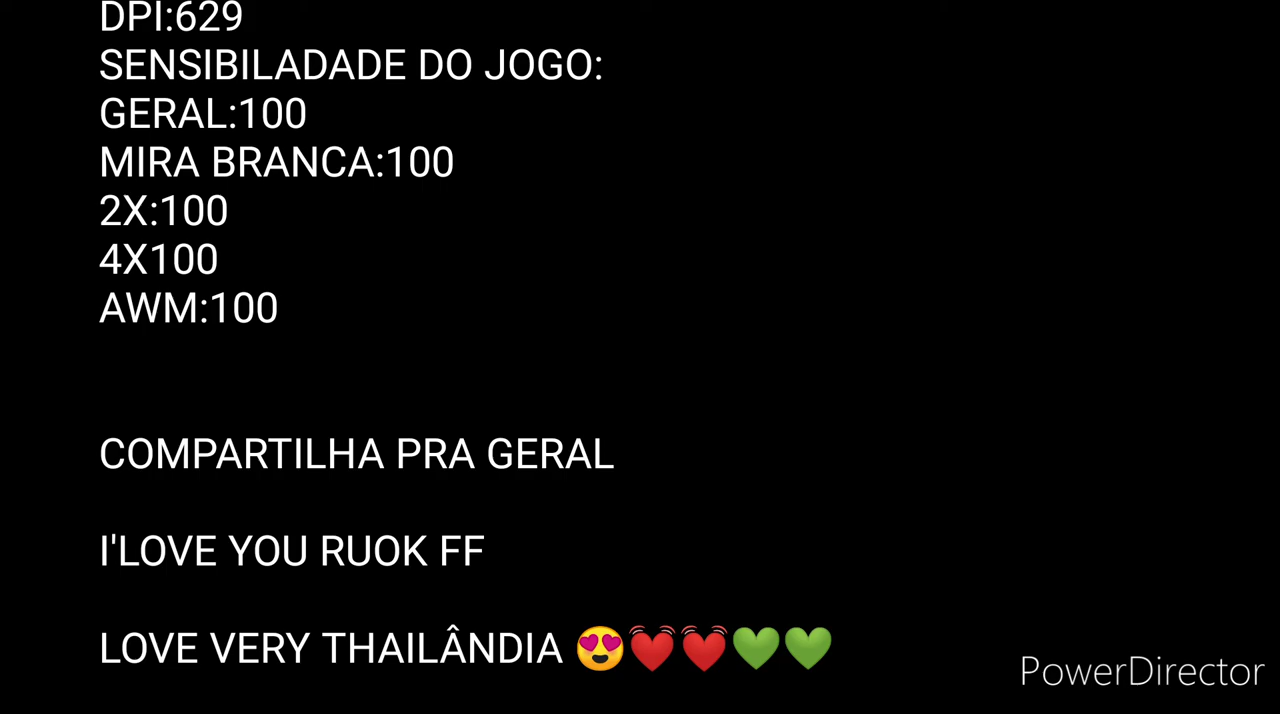 DPI:629
SENSIBILADADE DO JOGO:
GERAL:100
MIRA BRANCA:100
2X:100
4X100
AWM:100
COMPARTILHA PRA GERAL
I'LOVE YOU RUOK FF
LOVE VERY THAILÂNDIA 😍💓💓💚💚
PowerDirector